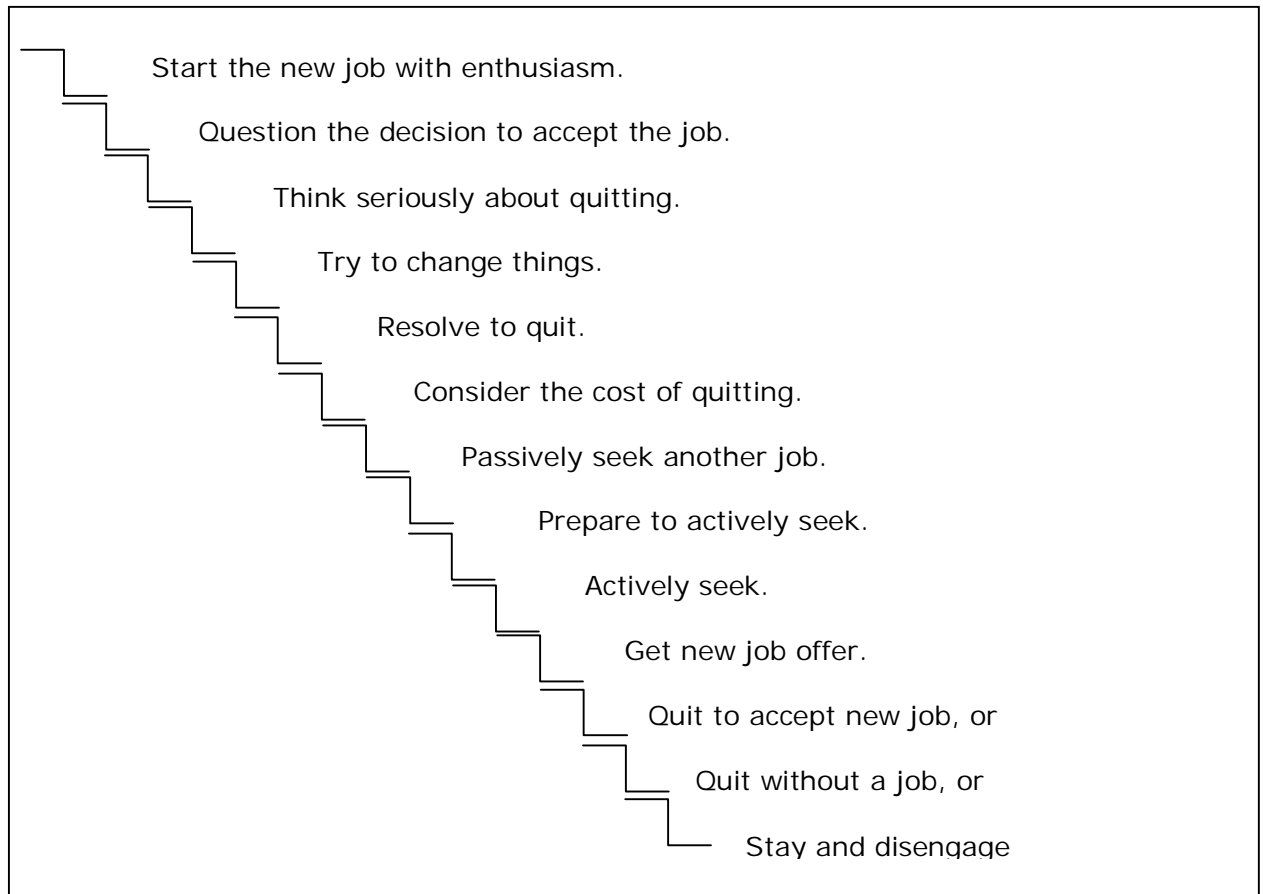 Start the new job with enthusiasm.
Question the decision to accept the job.
Think seriously about quitting.
Try to change things.
Resolve to quit.
Consider the cost of quitting.
Passively seek another job.
Prepare to actively seek.
Actively seek.
Get new job offer.
Quit to accept new job, or
Quit without a job, or
Stay and disengage